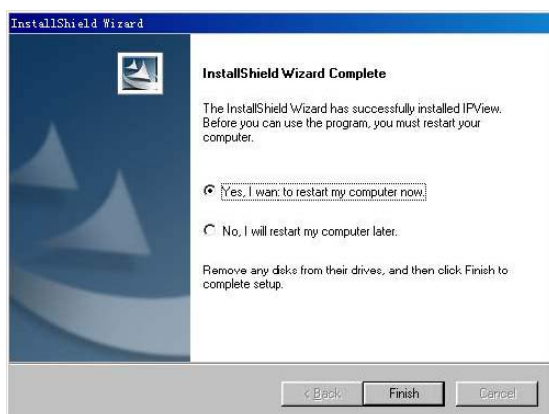 InstallShield Wizard
InstallShield Wizard Complete
The InstallShield Wizard has successfully installed IPView.
Before you can use the program, you must restart your
computer.
Yes, I want to restart my computer now.
No, I will restart my computer later.
Remove any disks from their drives, and then click Finish to
complete setup.
< Back
Finish
Cancel